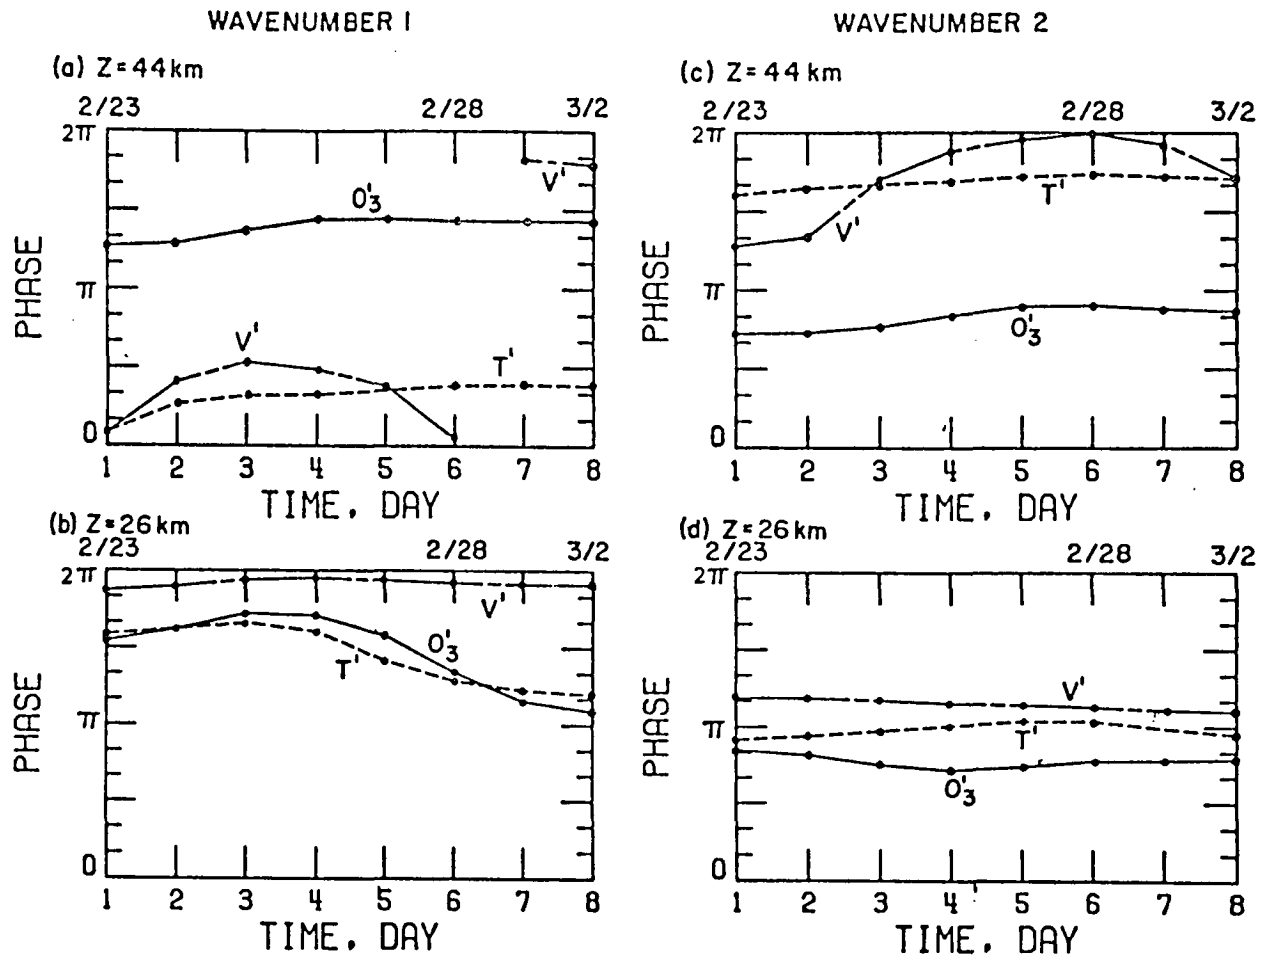 WAVENUMBER 1
WAVENUMBER 2
(a) Z=44km
2/23 2/28 3/2
2π
V'
O'3
PHASE
π
V'
T'
0
1 2 3 4 5 6 7 8
TIME, DAY
(c) Z=44km
2/23 2/28 3/2
2π
T'
V'
PHASE
π
O'3
0
1 2 3 4 5 6 7 8
TIME, DAY
(b) Z=26km
2/23 2/28 3/2
2π
V'
O'3
T'
PHASE
π
0
1 2 3 4 5 6 7 8
TIME, DAY
(d) Z=26km
2/23 2/28 3/2
2π
V'
PHASE
π
T'
O'3
0
1 2 3 4 5 6 7 8
TIME, DAY